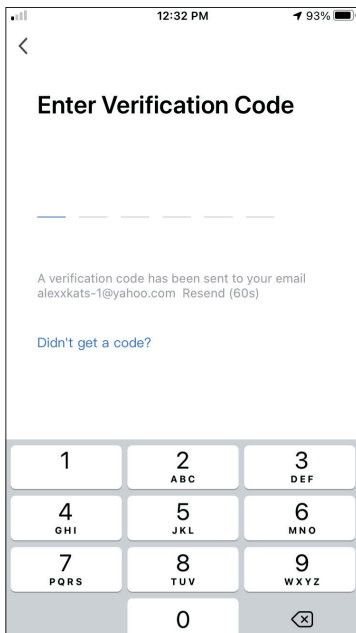 12:32 PM 93%
Enter Verification Code
A verification code has been sent to your email
alexxkats-1@yahoo.com Resend (60s)
Didn't get a code?
1 2 3
ABC DEF
4 5 6
GHI JKL MNO
7 8 9
PQRS TUV WXYZ
0